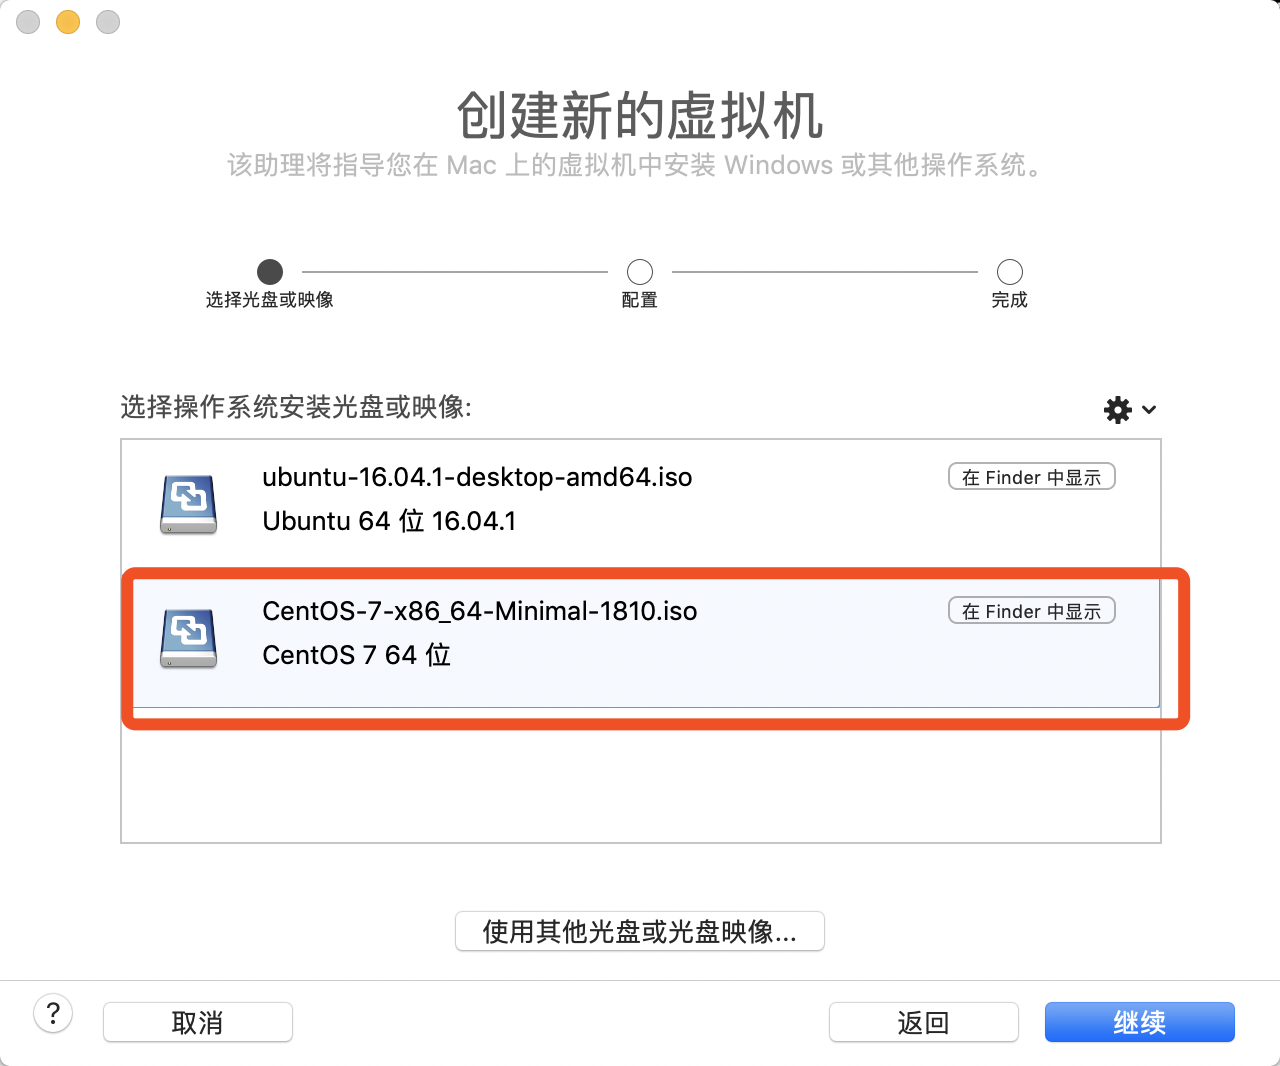 创建新的虚拟机
该助理将指导您在 Mac 上的虚拟机中安装 Windows 或其他操作系统。
选择光盘或映像
配置
完成
选择操作系统安装光盘或映像:
ubuntu-16.04.1-desktop-amd64.iso
在 Finder 中显示
Ubuntu 64 位 16.04.1
CentOS-7-x86_64-Minimal-1810.iso
在 Finder 中显示
CentOS 7 64 位
使用其他光盘或光盘映像...
?
取消
返回
继续